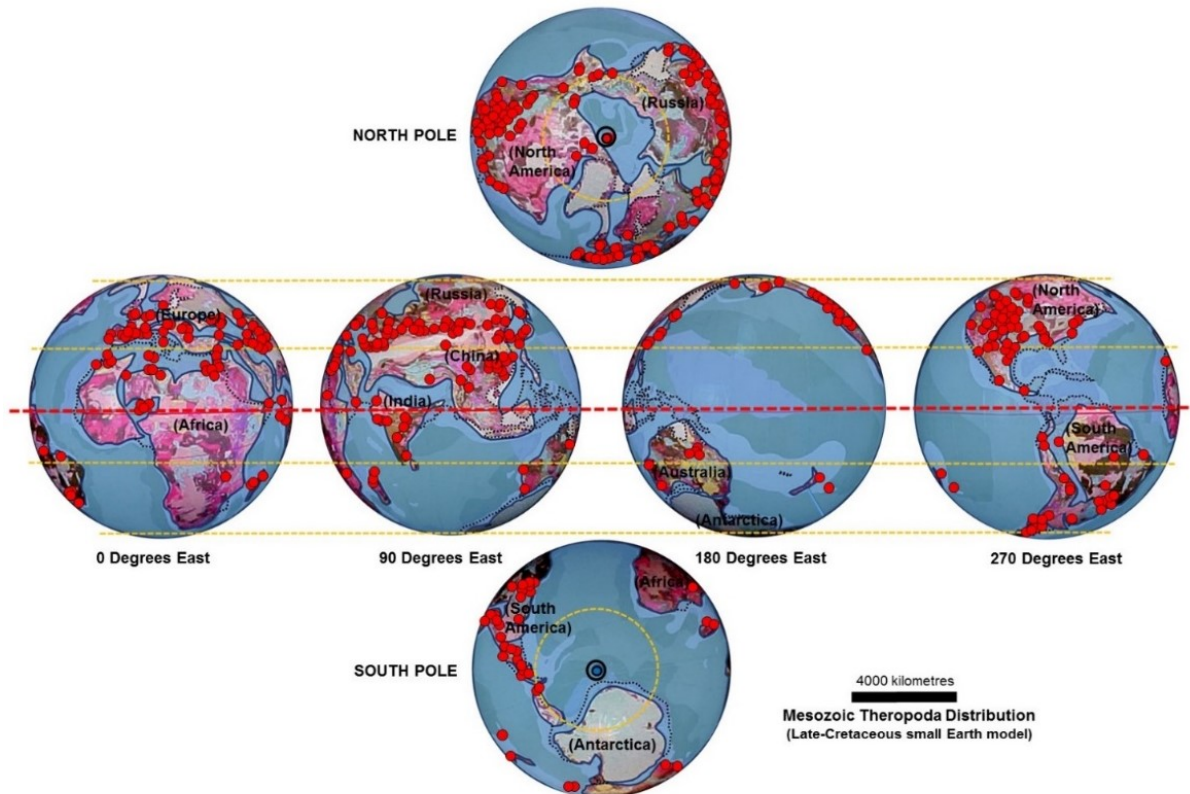 NORTH POLE
(Russia)
(North
America)
(Europe)
(Africa)
(Russia)
(China)
(India)
(Australia)
(Antarctica)
(North
America)
(South
America)
0 Degrees East
90 Degrees East
180 Degrees East
270 Degrees East
SOUTH POLE
(South
America)
(Africa)
(Antarctica)
4000 kilometres
Mesozoic Theropoda Distribution
(Late-Cretaceous small Earth model)